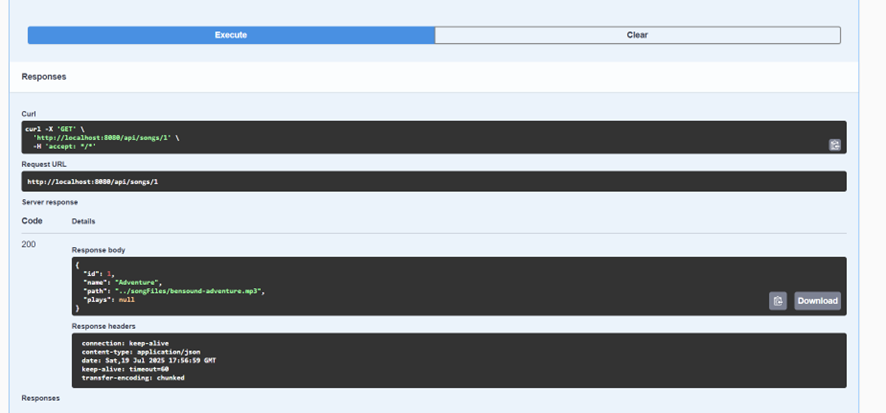 Execute
Clear
Responses
Curl
curl -X 'GET' \
'http://localhost:8080/api/songs/1' \
-H 'accept: */*'
Request URL
http://localhost:8080/api/songs/1
Server response
Code Details
200
Response body
{
"id": 1,
"name": "Adventure",
"path": "../songFiles/bensound-adventure.mp3",
"plays": null
}
Download
Response headers
connection: keep-alive
content-type: application/json
date: Sat,19 Jul 2025 17:56:59 GMT
keep-alive: timeout=60
transfer-encoding: chunked
Responses